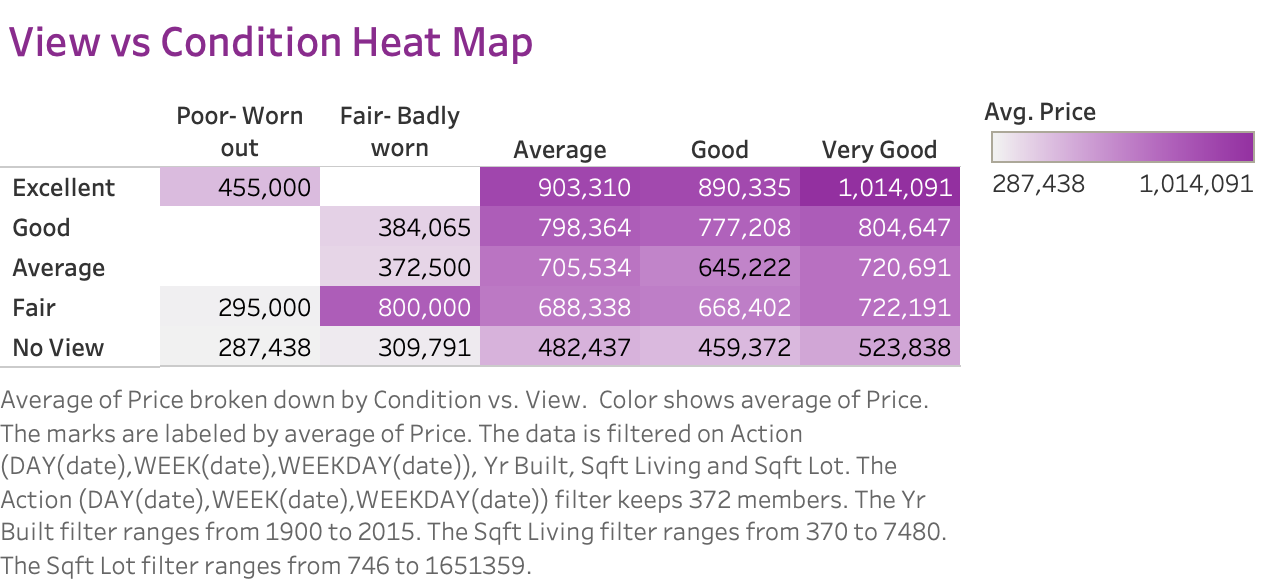 View vs Condition Heat Map
Poor- Worn out
Fair- Badly worn
Average
Good
Very Good
Avg. Price
287,438 1,014,091
Excellent 455,000 903,310 890,335 1,014,091
Good 384,065 798,364 777,208 804,647
Average 372,500 705,534 645,222 720,691
Fair 295,000 800,000 688,338 668,402 722,191
No View 287,438 309,791 482,437 459,372 523,838
Average of Price broken down by Condition vs. View.  Color shows average of Price.
The marks are labeled by average of Price. The data is filtered on Action
(DAY(date),WEEK(date),WEEKDAY(date)), Yr Built, Sqft Living and Sqft Lot. The
Action (DAY(date),WEEK(date),WEEKDAY(date)) filter keeps 372 members. The Yr
Built filter ranges from 1900 to 2015. The Sqft Living filter ranges from 370 to 7480.
The Sqft Lot filter ranges from 746 to 1651359.